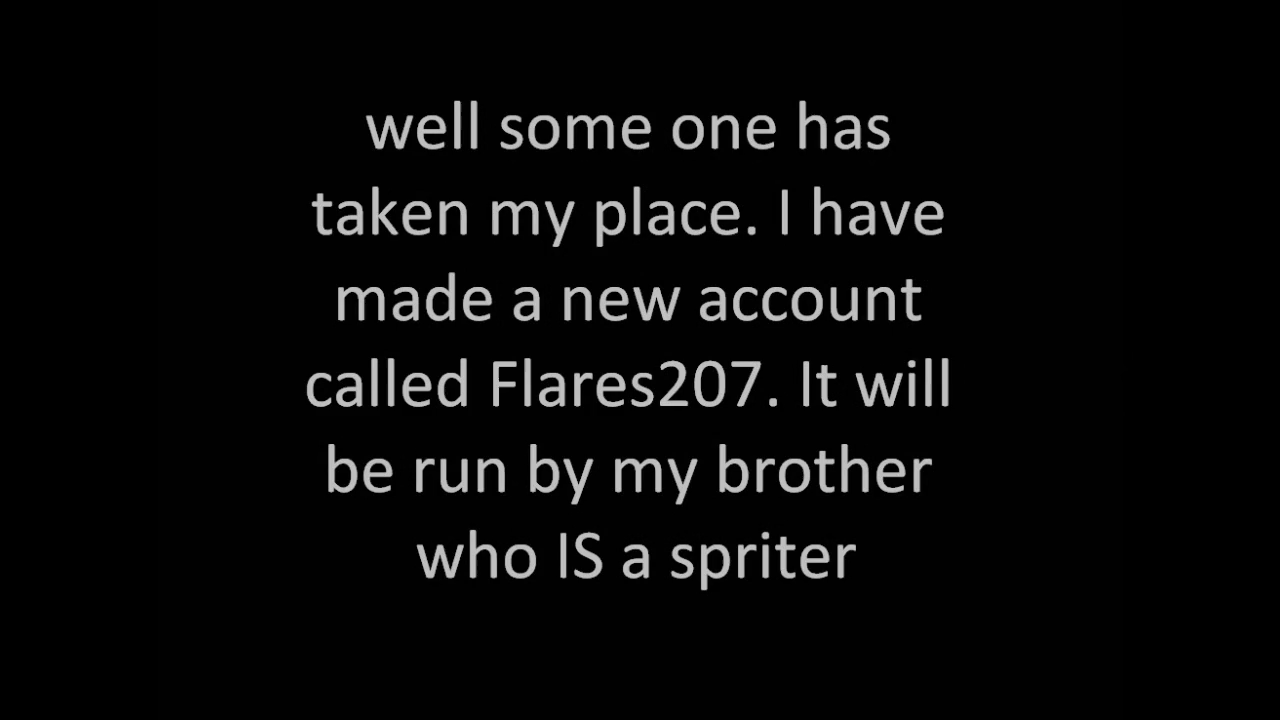 well some one has
taken my place. I have
made a new account
called Flares207. It will
be run by my brother
who IS a spriter